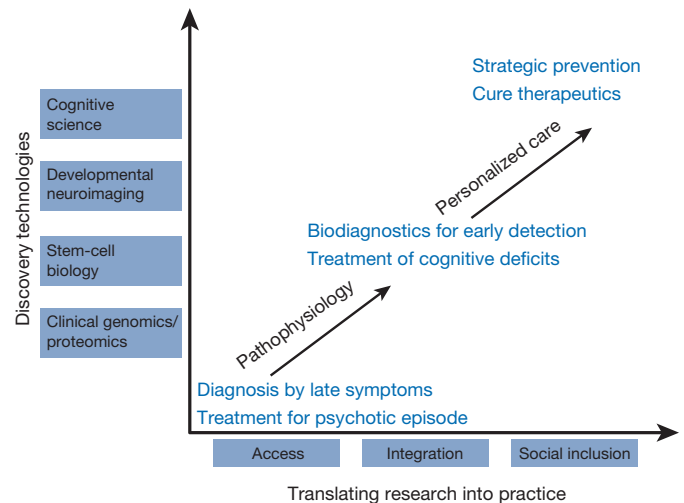 Strategic prevention
Cure therapeutics
Personalized care
Biodiagnostics for early detection
Treatment of cognitive deficits
Pathophysiology
Diagnosis by late symptoms
Treatment for psychotic episode
Discovery technologies
Cognitive
science
Developmental
neuroimaging
Stem-cell
biology
Clinical genomics/
proteomics
Access
Integration
Social inclusion
Translating research into practice